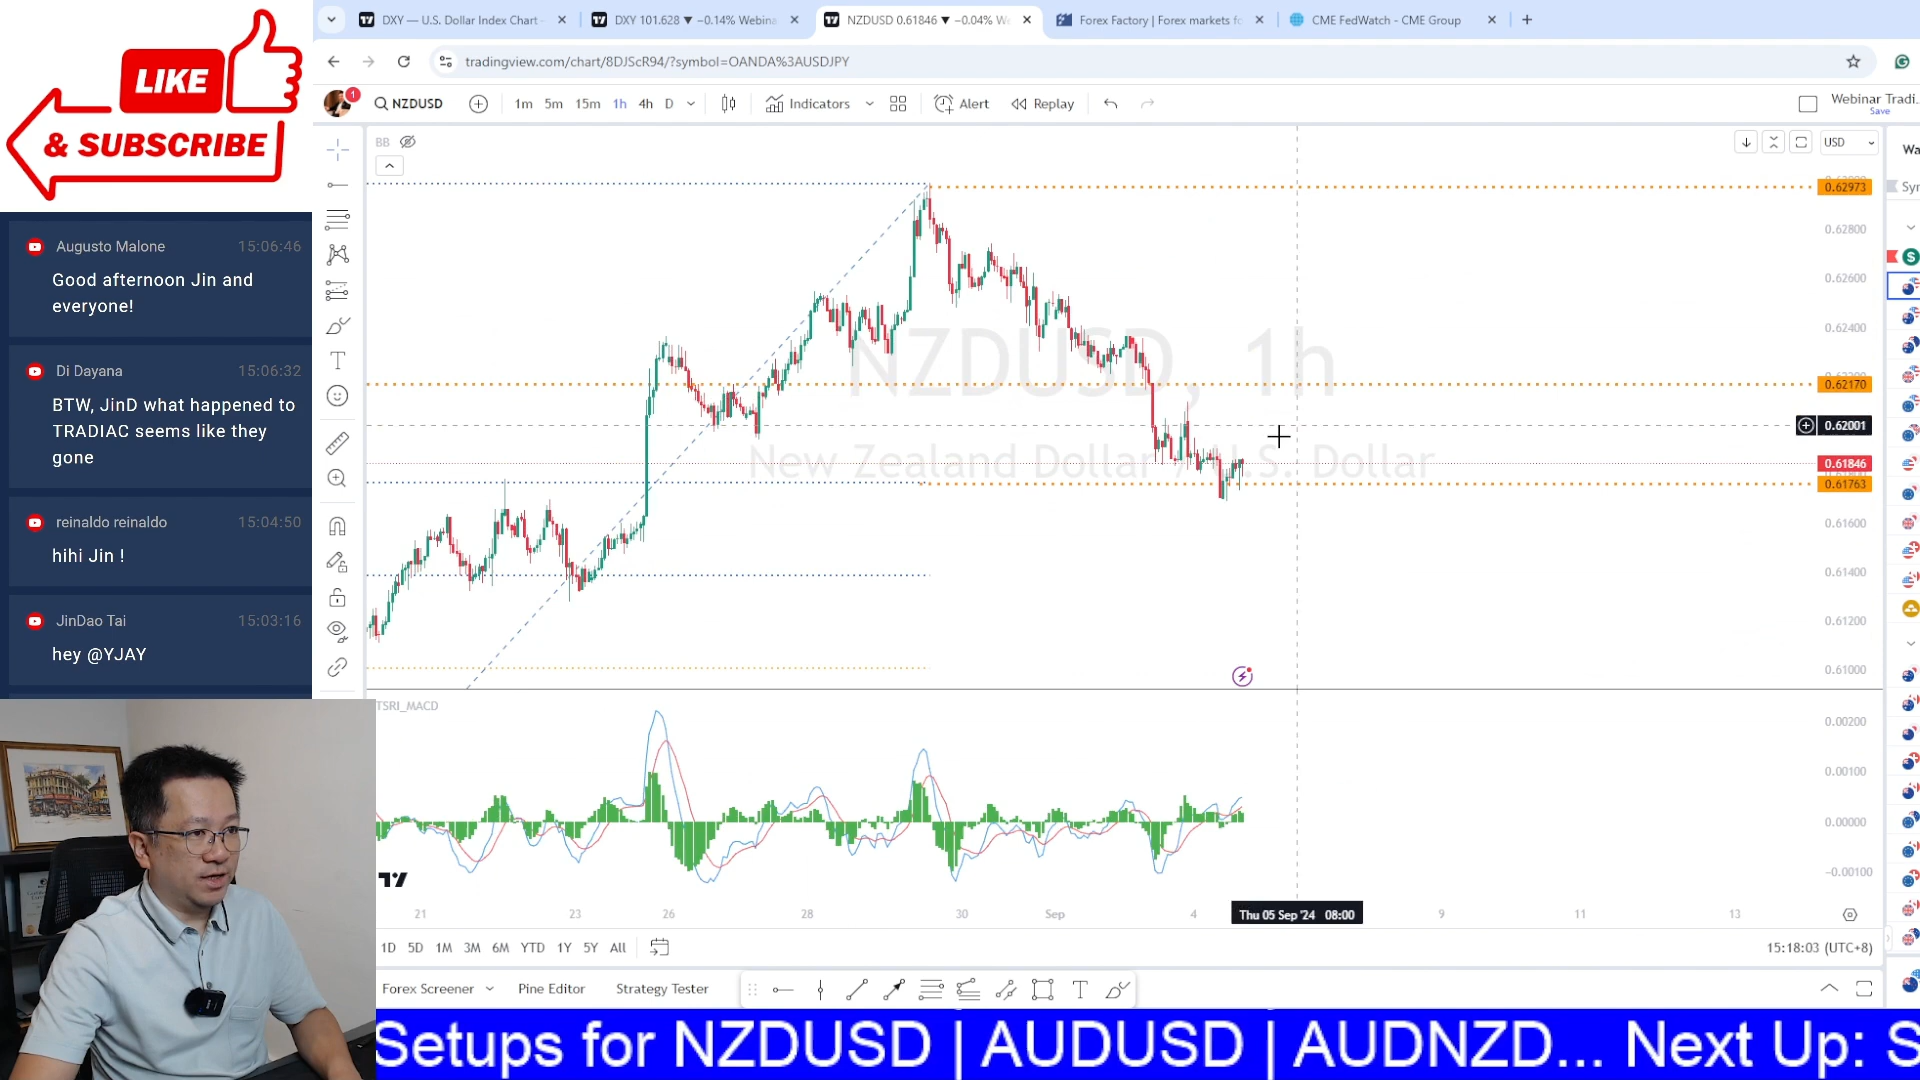 LIKE
& SUBSCRIBE
DXY — U.S. Dollar Index Chart
DXY 101.628 ▼ −0.14% Webina
NZDUSD 0.61846 ▼ −0.04% We
Forex Factory | Forex markets fo
CME FedWatch - CME Group
tradingview.com/chart/8DJScR94/?symbol=OANDA%3AUSDJPY
1
NZDUSD
1m 5m 15m 1h 4h D
Indicators
Alert
Replay
Webinar Tradi...
Save
BB
USD
Wa
Syn
Augusto Malone 15:06:46
Good afternoon Jin and
everyone!
Di Dayana 15:06:32
BTW, JinD what happened to
TRADIAC seems like they
gone
reinaldo reinaldo 15:04:50
hihi Jin !
JinDao Tai 15:03:16
hey @YJAY
NZDUSD, 1h
New Zealand Dollar / U.S. Dollar
0.62973
0.62800
0.62600
0.62400
0.62170
0.62001
0.61846
0.61763
0.61600
0.61400
0.61200
0.61000
TSRI_MACD
0.00200
0.00100
0.00000
−0.00100
21 23 26 28 30 Sep 4 Thu 05 Sep '24 08:00 9 11 13
1D 5D 1M 3M 6M YTD 1Y 5Y All
15:18:03 (UTC+8)
Forex Screener Pine Editor Strategy Tester
Setups for NZDUSD | AUDUSD | AUDNZD... Next Up: S